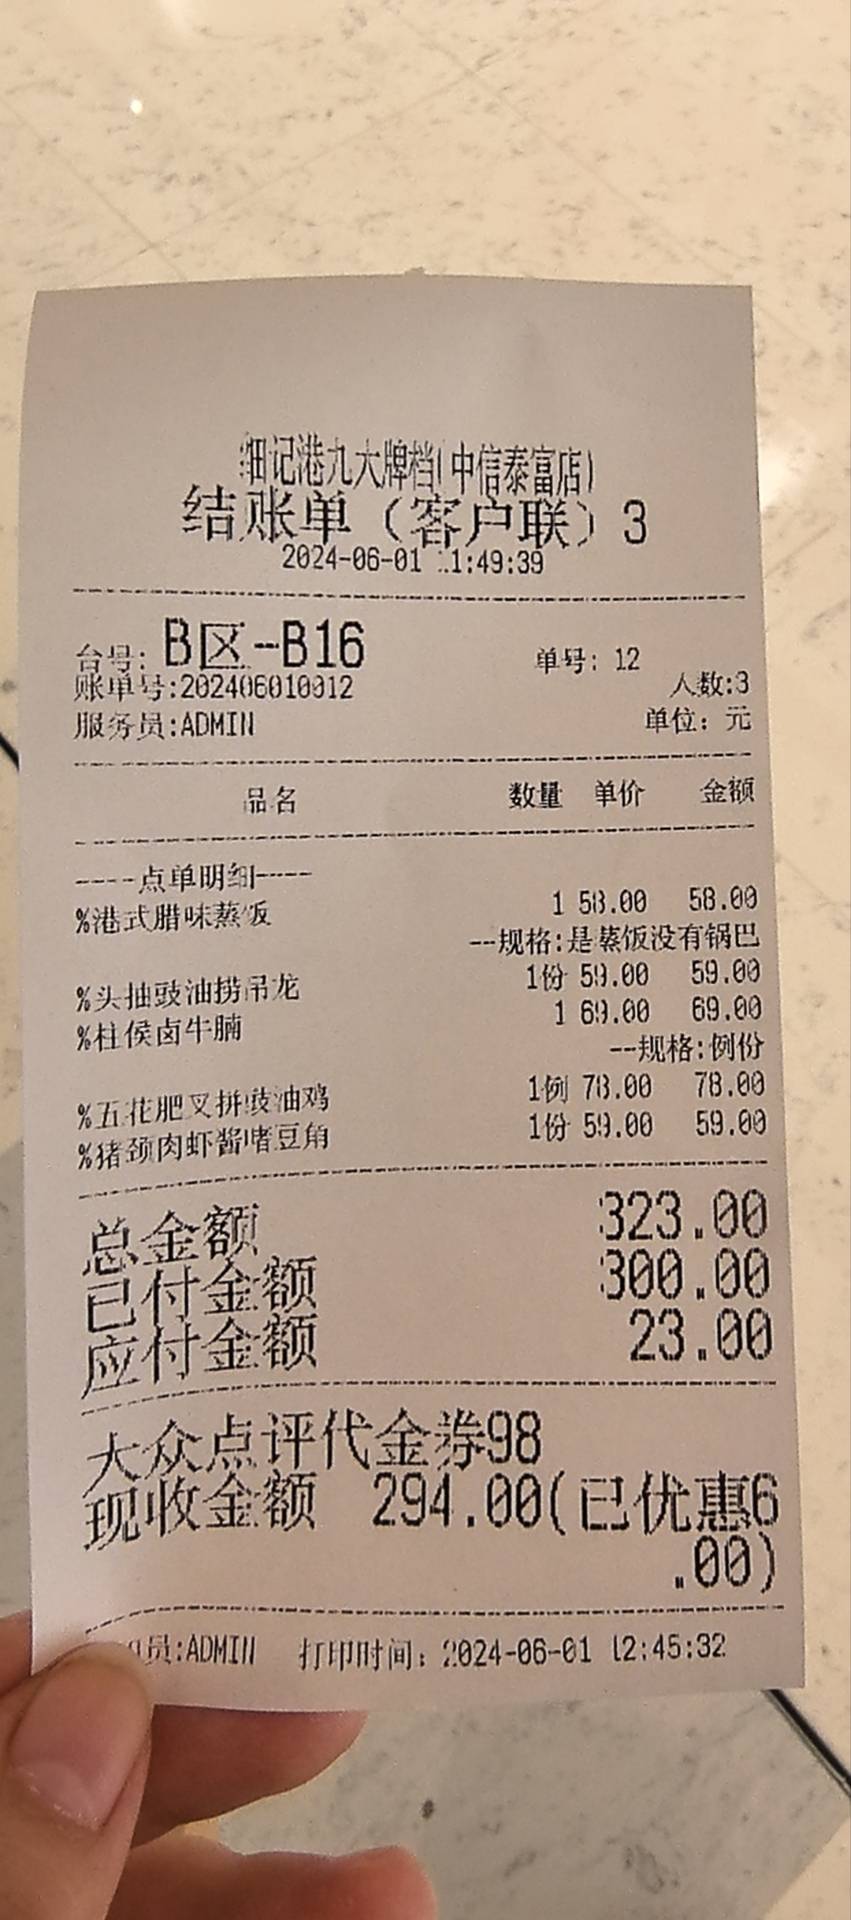 细记港九大牌档(中信泰富店)
结账单（客户联）3
2024-06-01 11:49:39
台号: B区-B16 单号: 12
账单号:202406010012 人数:3
服务员:ADMIN 单位: 元
品名 数量 单价 金额
----点单明细----
%港式腊味蒸饭 1 58.00 58.00
--规格:是蒸饭没有锅巴
%头抽豉油捞吊龙 1份 59.00 59.00
%柱侯卤牛腩 1 69.00 69.00
--规格:例份
%五花肥叉拼豉油鸡 1例 78.00 78.00
%猪颈肉虾酱啫豆角 1份 59.00 59.00
总金额 323.00
已付金额 300.00
应付金额 23.00
大众点评代金券98
现收金额 294.00(已优惠6
.00)
员:ADMIN 打印时间: 2024-06-01 12:45:32